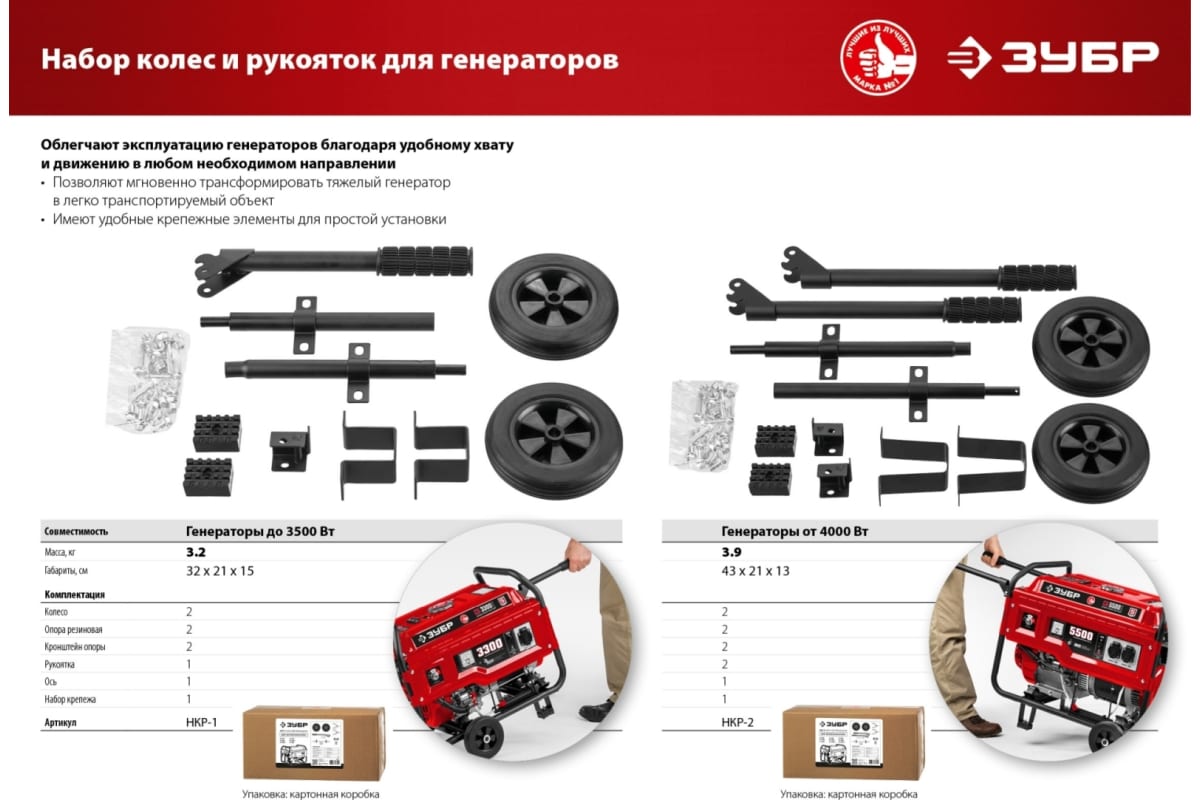 Набор колес и рукояток для генераторов
ЛУЧШИЕ ИЗ ЛУЧШИХ
МАРКА №1
ЗУБР
Облегчают эксплуатацию генераторов благодаря удобному хвату
и движению в любом необходимом направлении
• Позволяют мгновенно трансформировать тяжелый генератор
в легко транспортируемый объект
• Имеют удобные крепежные элементы для простой установки
Совместимость Генераторы до 3500 Вт Генераторы от 4000 Вт
Масса, кг 3.2 3.9
Габариты, см 32 x 21 x 15 43 x 21 x 13
Комплектация
Колесо 2 2
Опора резиновая 2 2
Кронштейн опоры 2 2
Рукоятка 1 2
Ось 1 1
Набор крепежа 1 1
Артикул НКР-1 НКР-2
ЗУБР
3300
ЗУБР
5500
ЗУБР
ЗУБР
Упаковка: картонная коробка
Упаковка: картонная коробка